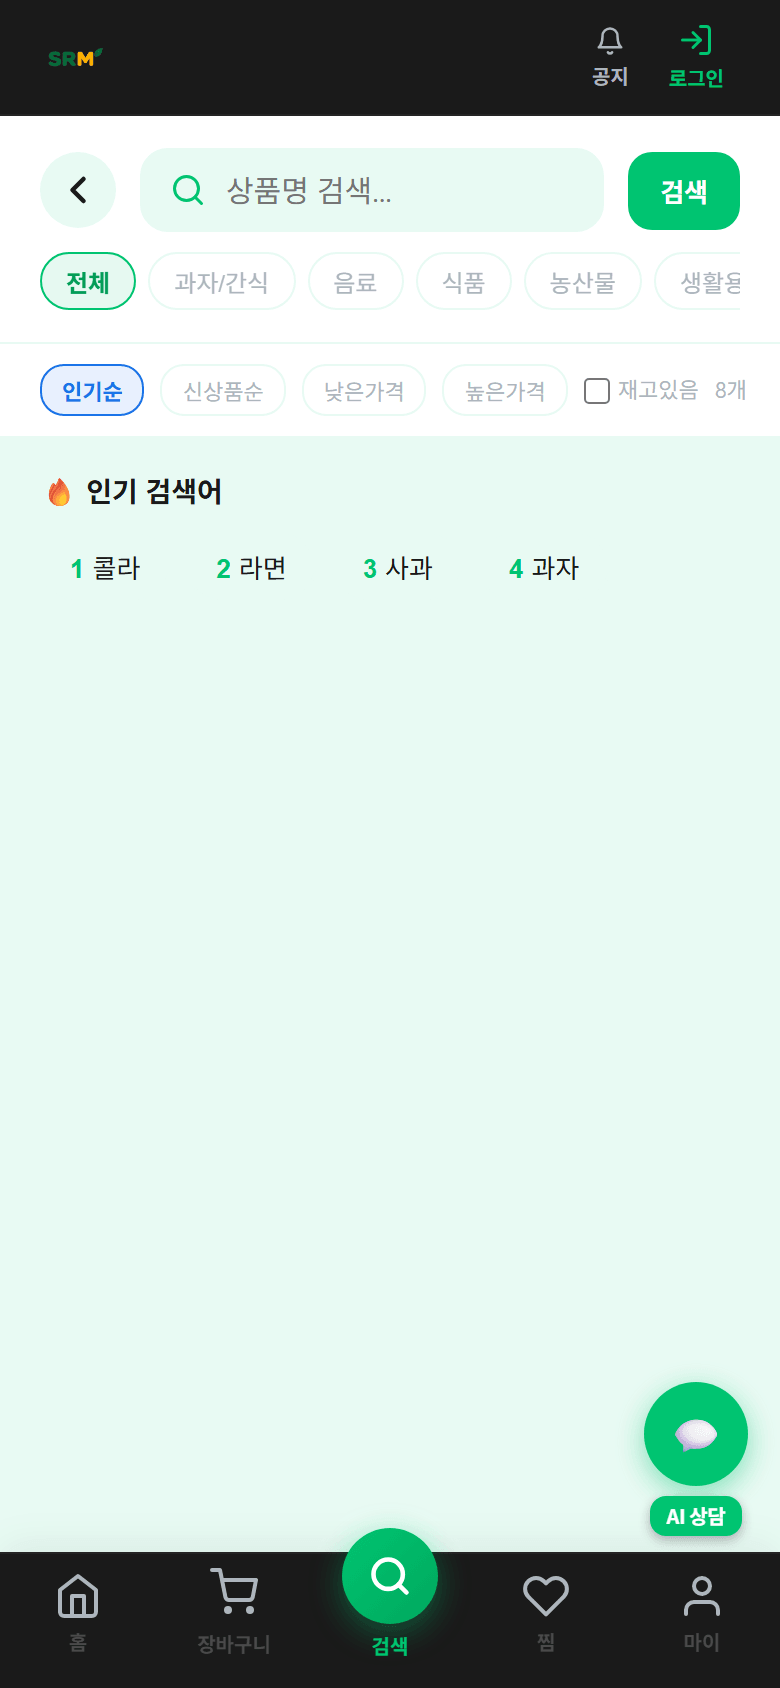 SRM
공지
로그인
상품명 검색...
검색
전체
과자/간식
음료
식품
농산물
생활용
인기순
신상품순
낮은가격
높은가격
재고있음
8개
인기 검색어
1 콜라
2 라면
3 사과
4 과자
AI 상담
홈
장바구니
검색
찜
마이